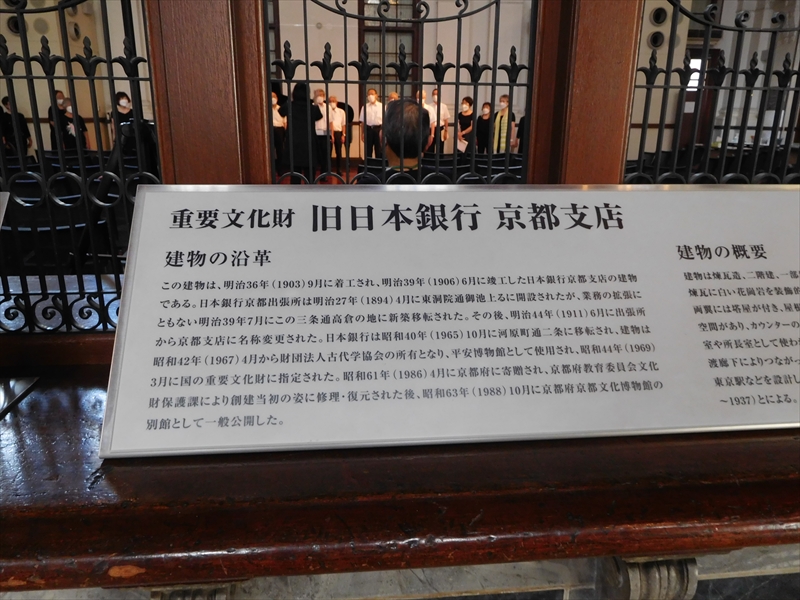 重要文化財 旧日本銀行 京都支店
建物の沿革
この建物は、明治36年(1903)9月に着工され、明治39年(1906)6月に竣工した日本銀行京都支店の建物
である。日本銀行京都出張所は明治27年(1894)4月に東洞院通御池上るに開設されたが、業務の拡張に
ともない明治39年7月にこの三条通高倉の地に新築移転された。その後、明治44年(1911)6月に出張所
から京都支店に名称変更された。日本銀行は昭和40年(1965)10月に河原町通二条に移転され、建物は
昭和42年(1967)4月から財団法人古代学協会の所有となり、平安博物館として使用され、昭和44年(1969)
3月に国の重要文化財に指定された。昭和61年(1986)4月に京都府に寄贈され、京都府教育委員会文化
財保護課により創建当初の姿に修理・復元された後、昭和63年(1988)10月に京都府京都文化博物館の
別館として一般公開した。
建物の概要
建物は煉瓦造、二階建、一部
煉瓦に白い花崗岩を装飾的
両翼には塔屋が付き、屋根
空間があり、カウンターの
室や所長室として使わ
渡廊下によりつなが
東京駅などを設計し
～1937)とによる。